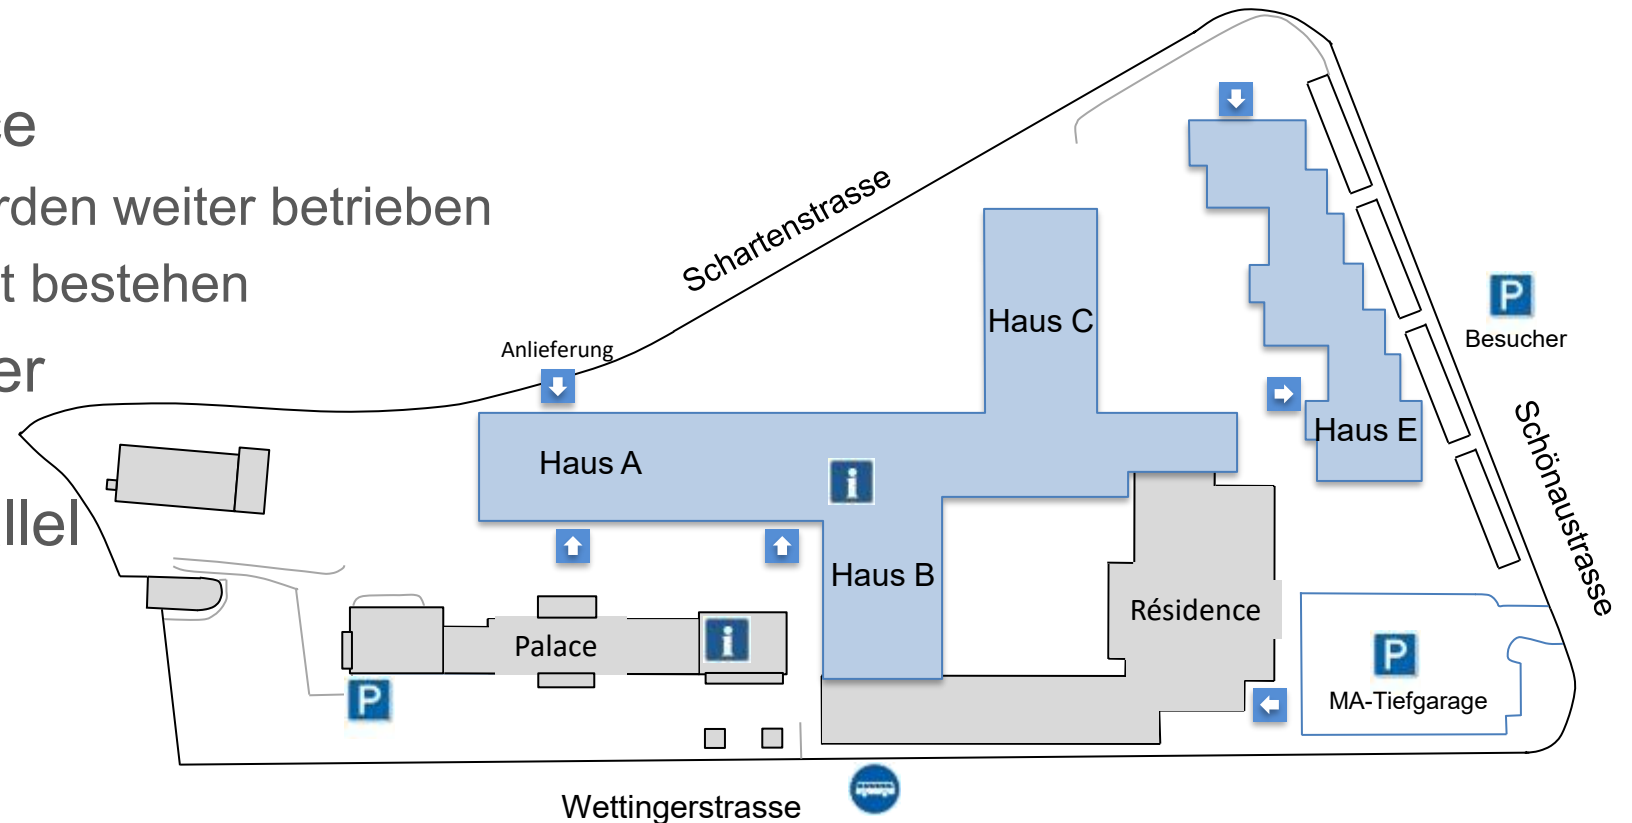 rden weiter betrieben
t bestehen
Schartenstrasse
Haus C
Besucher
Anlieferung
Haus E
Schönaustrasse
Haus A
Haus B
Résidence
Palace
MA-Tiefgarage
Wettingerstrasse
P
P
P
i
i
ce
er
llel